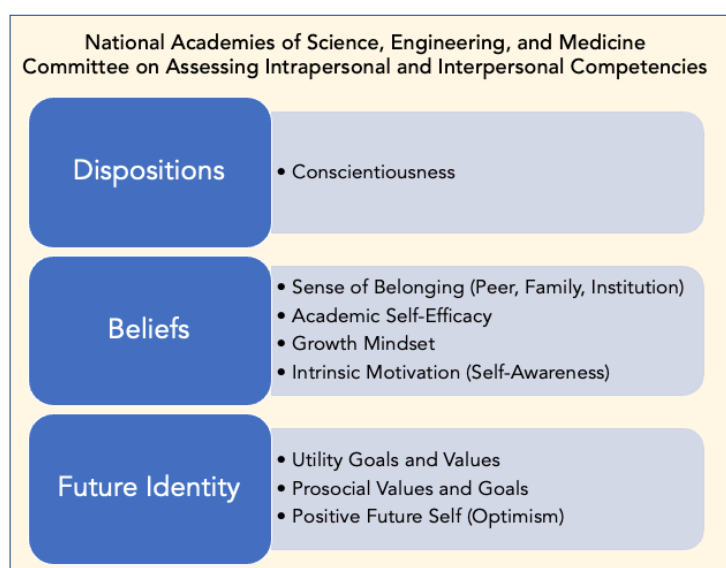 National Academies of Science, Engineering, and Medicine
Committee on Assessing Intrapersonal and Interpersonal Competencies
Dispositions
• Conscientiousness
Beliefs
• Sense of Belonging (Peer, Family, Institution)
• Academic Self-Efficacy
• Growth Mindset
• Intrinsic Motivation (Self-Awareness)
Future Identity
• Utility Goals and Values
• Prosocial Values and Goals
• Positive Future Self (Optimism)